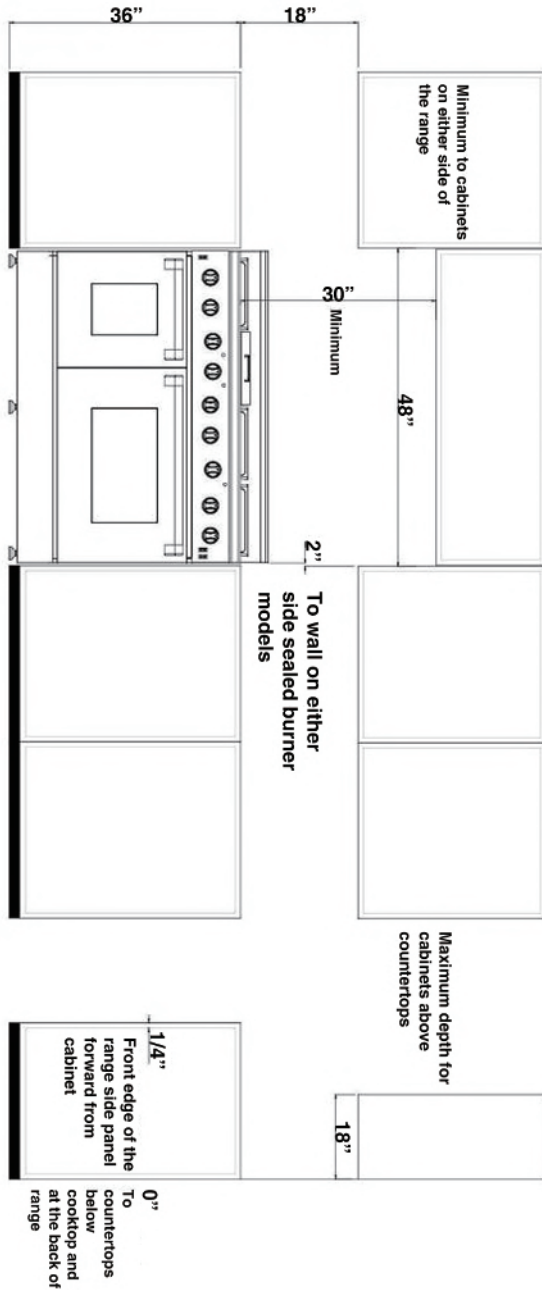 36”
18”
Minimum to cabinets
on either side of
the range
30”
Minimum
48”
2”
To wall on either
side sealed burner
models
Maximum depth for
cabinets above
countertops
18”
1/4”
Front edge of the
range side panel
forward from
cabinet
0”
To
countertops
below
cooktop and
at the back of
range